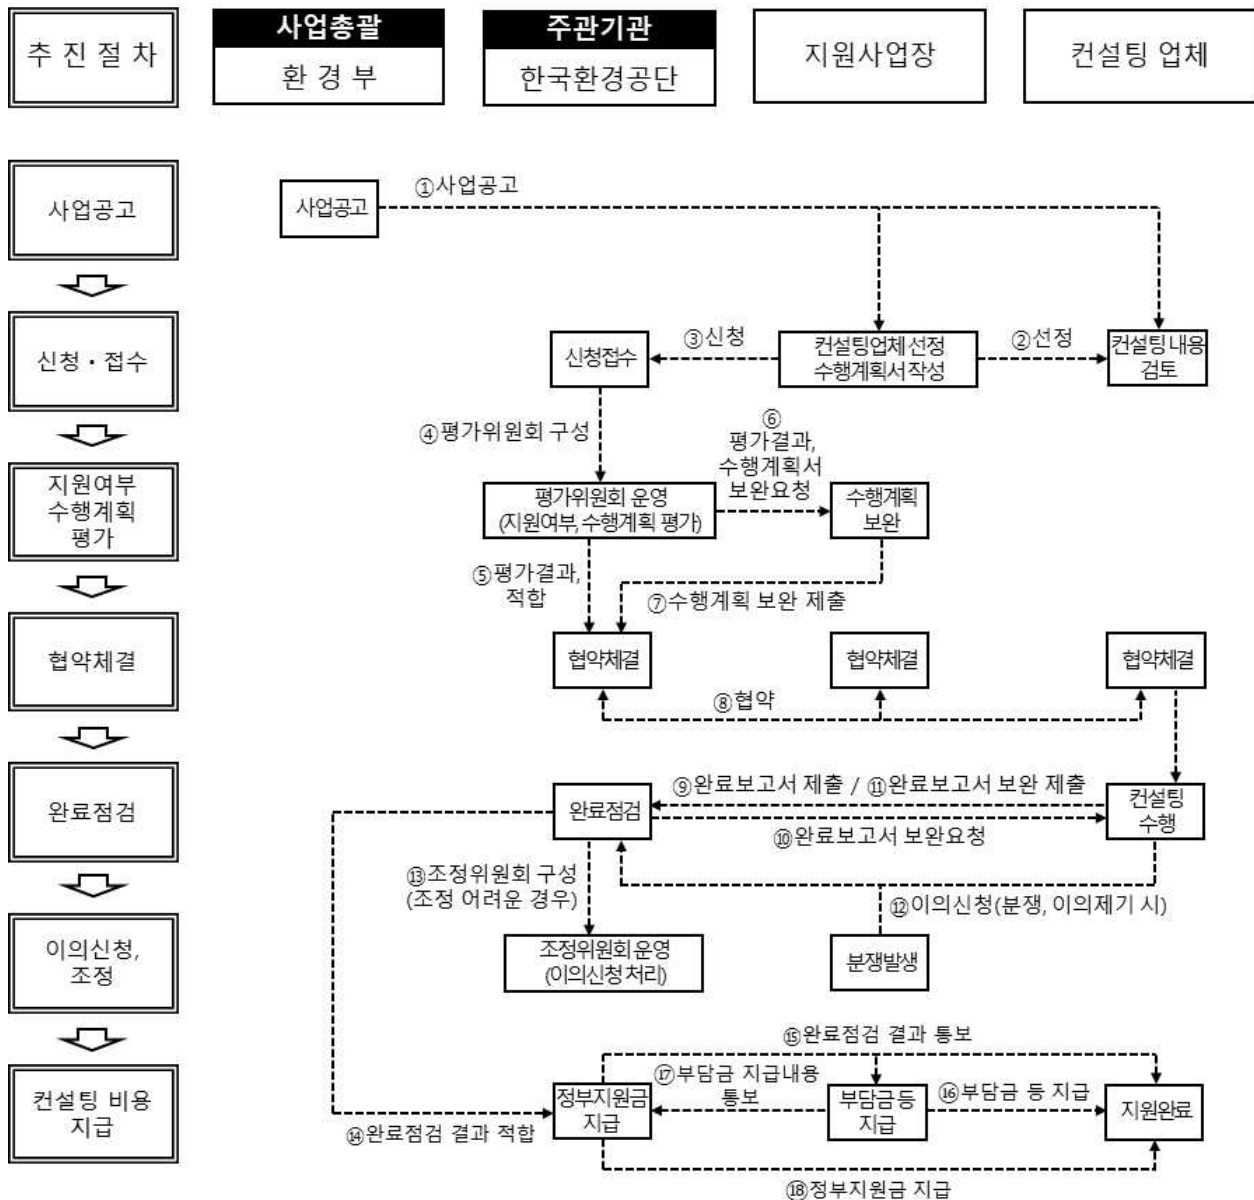 추 진 절 차
사업총괄
환 경 부
주관기관
한국환경공단
지원사업장
컨설팅 업체
사업공고
사업공고
①사업공고
신청・접수
신청접수
③신청
컨설팅업체 선정
수행계획서 작성
②선정
컨설팅 내용
검토
④평가위원회 구성
⑥
평가결과,
수행계획서
보완요청
지원여부
수행계획
평가
평가위원회 운영
(지원여부, 수행계획 평가)
수행계획
보완
⑤평가결과,
적합
⑦수행계획 보완 제출
협약체결
협약체결
협약체결
협약체결
⑧협약
완료점검
완료점검
⑨완료보고서 제출 / ⑪완료보고서 보완 제출
⑩완료보고서 보완요청
컨설팅
수행
⑬조정위원회 구성
(조정 어려운 경우)
⑫이의신청(분쟁, 이의제기 시)
이의신청,
조정
조정위원회 운영
(이의신청 처리)
분쟁발생
⑮완료점검 결과 통보
컨설팅 비용
지급
정부지원금
지급
⑰부담금 지급내용
통보
부담금 등
지급
⑯부담금 등 지급
지원완료
⑭완료점검 결과 적합
⑱정부지원금 지급